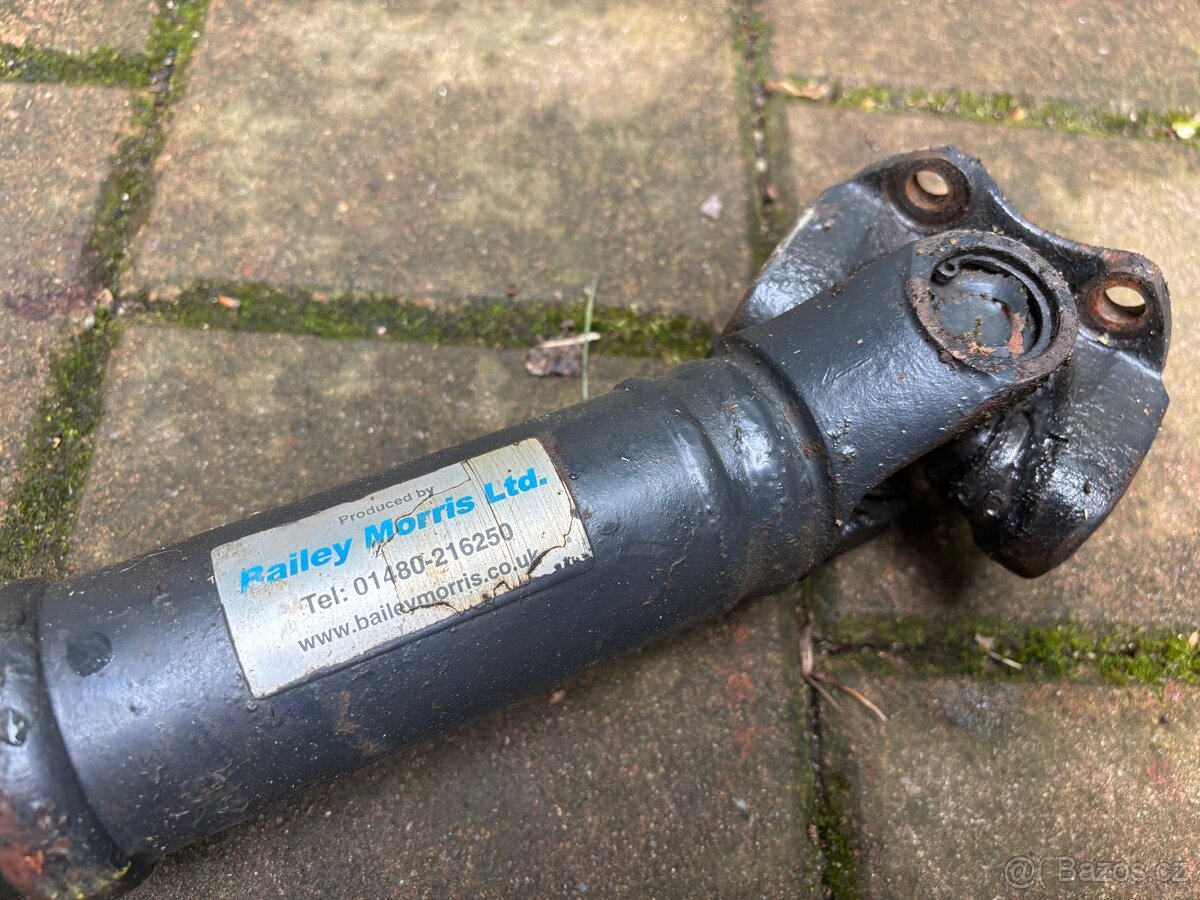 Produced by
Bailey Morris Ltd.
Tel: 01480-216250
www.baileymorris.co.uk
@( Bazos.cz